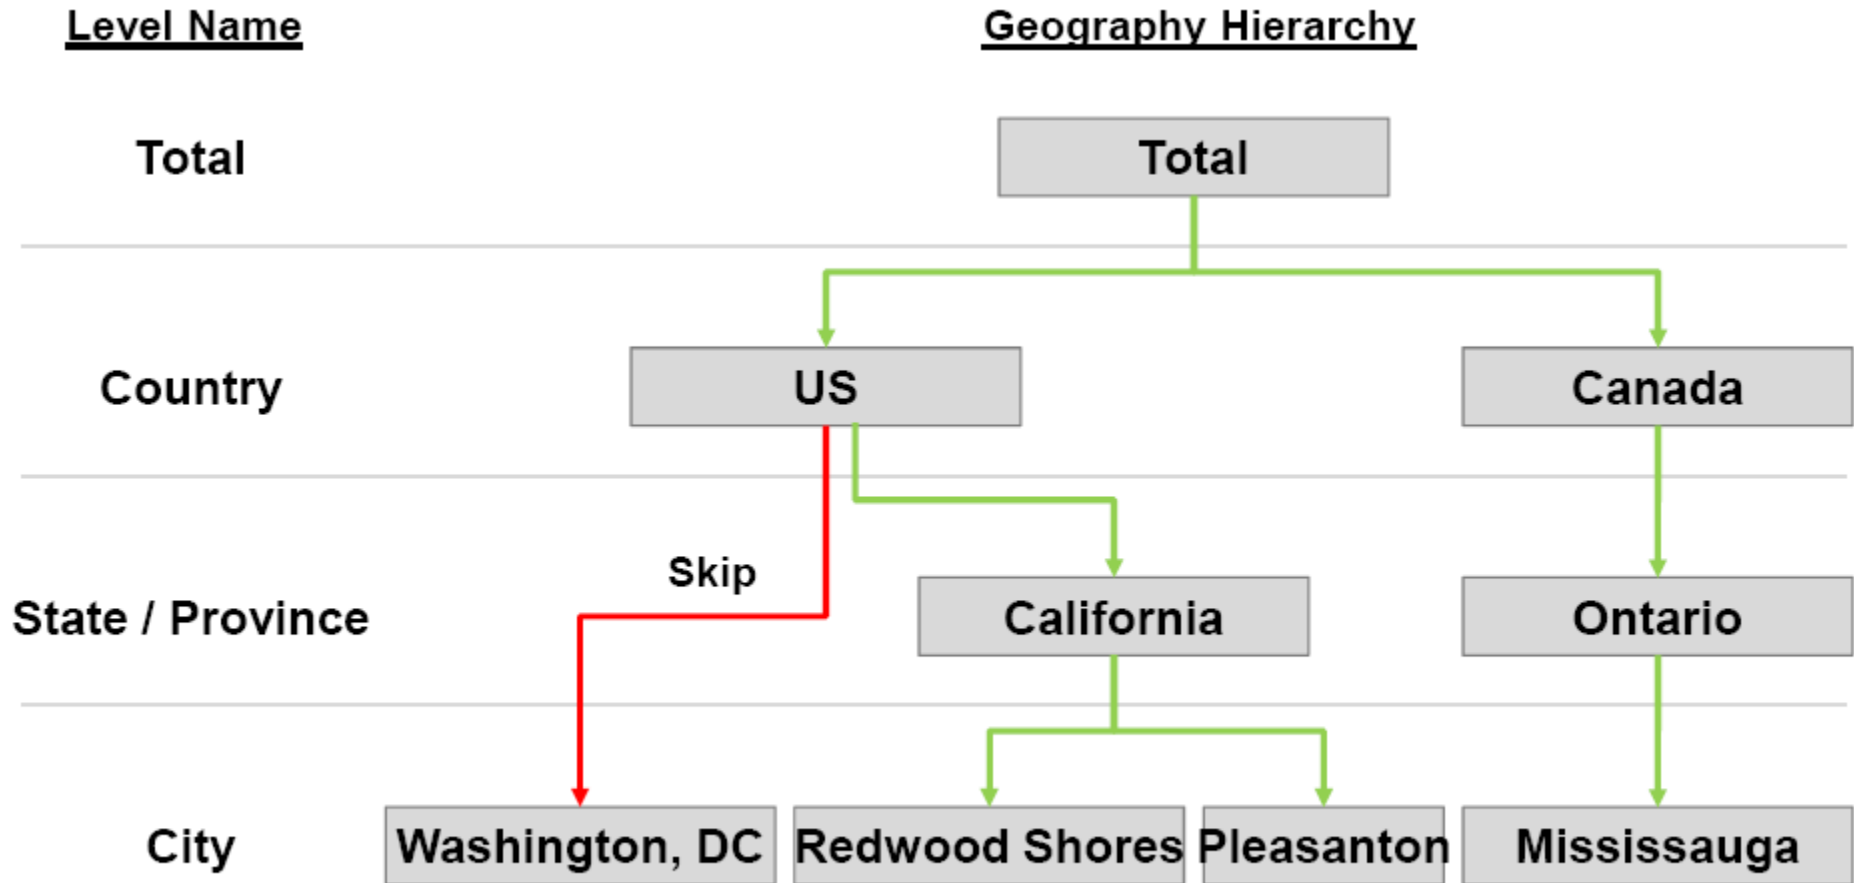 Level Name
Geography Hierarchy
Total
Total
Country
US
Canada
Skip
State / Province
California
Ontario
City
Washington, DC
Redwood Shores
Pleasanton
Mississauga